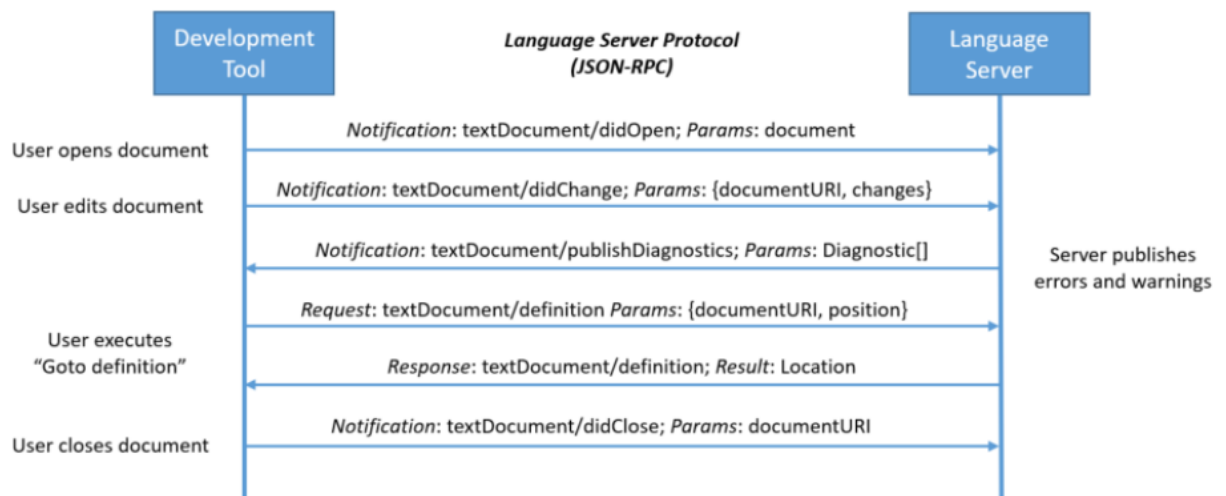 Development
Tool
Language Server Protocol
(JSON-RPC)
Language
Server
Notification: textDocument/didOpen; Params: document
User opens document
Notification: textDocument/didChange; Params: {documentURI, changes}
User edits document
Notification: textDocument/publishDiagnostics; Params: Diagnostic[]
Server publishes
errors and warnings
Request: textDocument/definition Params: {documentURI, position}
User executes
“Goto definition”
Response: textDocument/definition; Result: Location
Notification: textDocument/didClose; Params: documentURI
User closes document